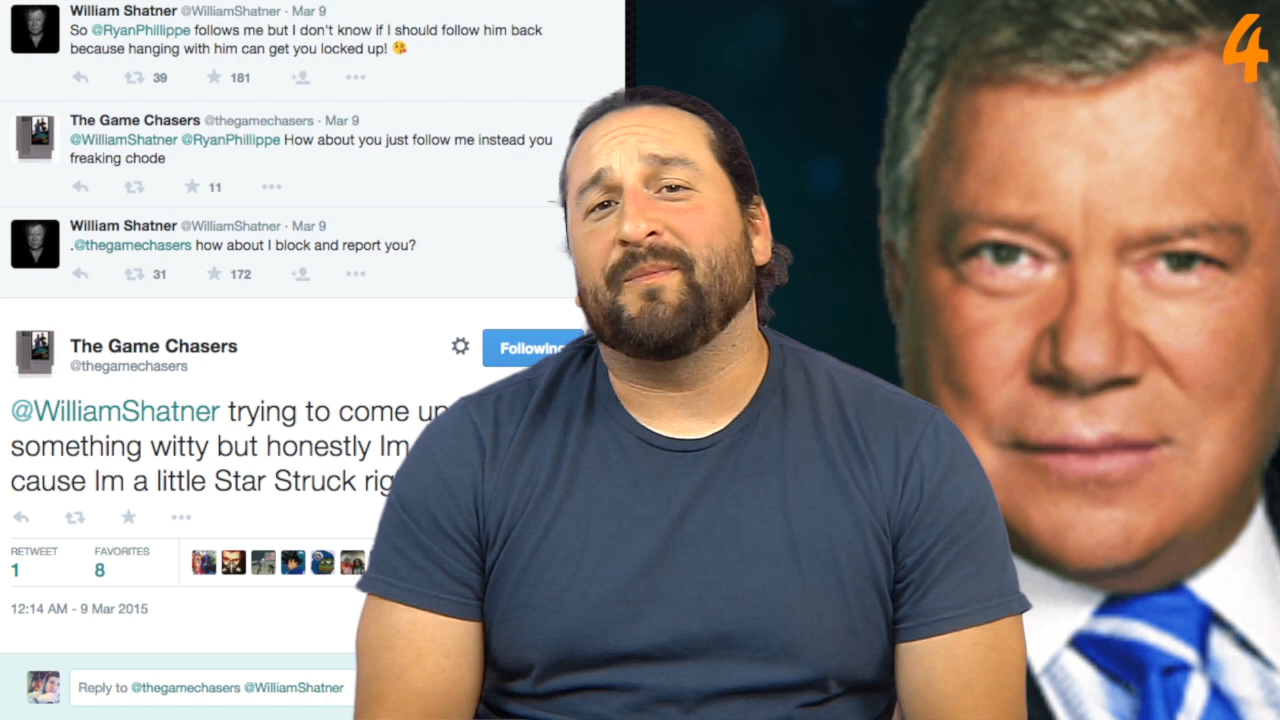 William Shatner @WilliamShatner · Mar 9
So @RyanPhillippe follows me but I don't know if I should follow him back
because hanging with him can get you locked up! 😘
39 181
The Game Chasers @thegamechasers · Mar 9
@WilliamShatner @RyanPhillippe How about you just follow me instead you
freaking chode
11
William Shatner @WilliamShatner · Mar 9
.@thegamechasers how about I block and report you?
31 172
The Game Chasers
@thegamechasers
Following
@WilliamShatner trying to come up
something witty but honestly Im
cause Im a little Star Struck
RETWEET FAVORITES
1 8
12:14 AM - 9 Mar 2015
Reply to @thegamechasers @WilliamShatner
4